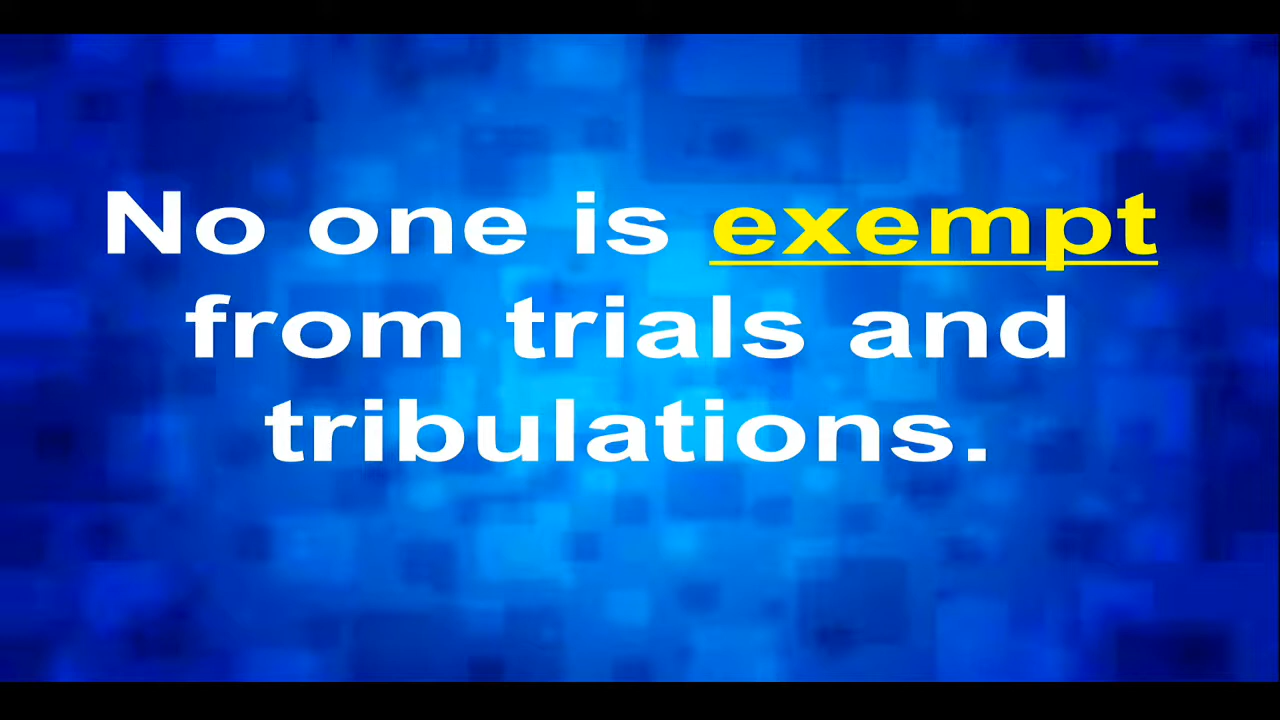 No one is exempt
from trials and
tribulations.